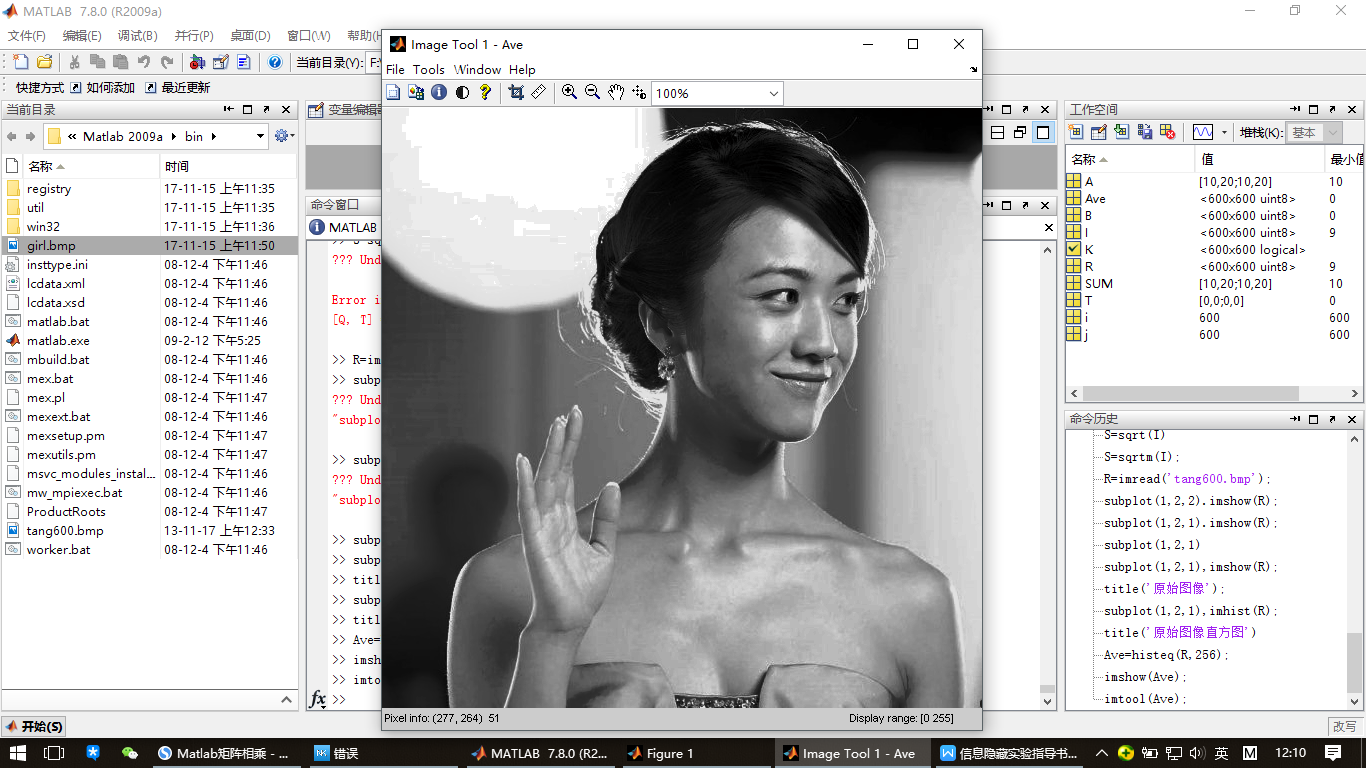 MATLAB 7.8.0 (R2009a)
文件(F) 编辑(E) 调试(B) 并行(P) 桌面(D) 窗口(W) 帮助(H
当前目录(Y): F:\
快捷方式 如何添加 最近更新
当前目录
« Matlab 2009a ▸ bin ▸
名称 时间
registry 17-11-15 上午11:35
util 17-11-15 上午11:35
win32 17-11-15 上午11:36
girl.bmp 17-11-15 上午11:50
insttype.ini 08-12-4 下午11:46
lcdata.xml 08-12-4 下午11:46
lcdata.xsd 08-12-4 下午11:46
matlab.bat 08-12-4 下午11:46
matlab.exe 09-2-12 下午5:25
mbuild.bat 08-12-4 下午11:46
mex.bat 08-12-4 下午11:46
mex.pl 08-12-4 下午11:47
mexext.bat 08-12-4 下午11:46
mexsetup.pm 08-12-4 下午11:47
mexutils.pm 08-12-4 下午11:47
msvc_modules_instal... 08-12-4 下午11:46
mw_mpiexec.bat 08-12-4 下午11:46
ProductRoots 08-12-4 下午11:47
tang600.bmp 13-11-17 上午12:33
worker.bat 08-12-4 下午11:46
变量编辑
命令窗口
MATLAB
??? Und
Error i
[Q, T]
>> R=im
>> subp
??? Und
"subplo
>> subp
??? Und
"subplo
>> subp
>> subp
>> titl
>> subp
>> titl
>> Ave=
>> imsh
>> imto
fx >>
Image Tool 1 - Ave
File Tools Window Help
100%
Pixel info: (277, 264) 51
Display range: [0 255]
工作空间
堆栈(K): 基本
名称 值 最小值
A [10,20;10,20] 10
Ave <600x600 uint8> 0
B <600x600 uint8> 0
I <600x600 uint8> 9
K <600x600 logical>
R <600x600 uint8> 9
SUM [10,20;10,20] 10
T [0,0;0,0] 0
i 600 600
j 600 600
命令历史
S=sqrt(I)
S=sqrtm(I);
R=imread('tang600.bmp');
subplot(1,2,2).imshow(R);
subplot(1,2,1).imshow(R);
subplot(1,2,1)
subplot(1,2,1),imshow(R);
title('原始图像');
subplot(1,2,1),imhist(R);
title('原始图像直方图')
Ave=histeq(R,256);
imshow(Ave);
imtool(Ave);
开始(S)
改写
Matlab矩阵相乘 - ...
错误
MATLAB 7.8.0 (R2...
Figure 1
Image Tool 1 - Ave
信息隐藏实验指导书...
英
M
12:10